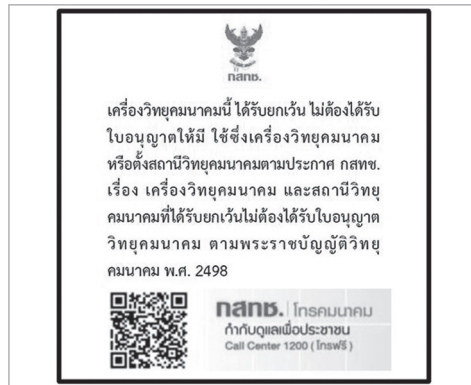 กสทช.
เครื่องวิทยุคมนาคมนี้ ได้รับยกเว้น ไม่ต้องได้รับ
ใบอนุญาตให้มี ใช้ซึ่งเครื่องวิทยุคมนาคม
หรือตั้งสถานีวิทยุคมนาคมตามประกาศ กสทช.
เรื่อง เครื่องวิทยุคมนาคม และสถานีวิทยุ
คมนาคมที่ได้รับยกเว้นไม่ต้องได้รับใบอนุญาต
วิทยุคมนาคม ตามพระราชบัญญัติวิทยุ
คมนาคม พ.ศ. 2498
กสทช. โทรคมนาคม
กำกับดูแลเพื่อประชาชน
Call Center 1200 (โทรฟรี)